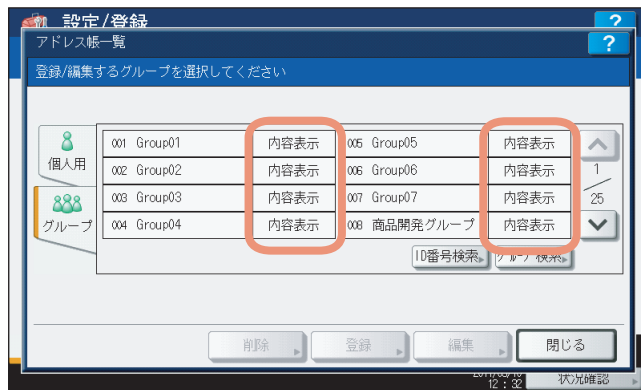 設定/登録 ?
アドレス帳一覧 ?
登録/編集するグループを選択してください
個人用
グループ
001 Group01 内容表示 005 Group05 内容表示
002 Group02 内容表示 006 Group06 内容表示
003 Group03 内容表示 007 Group07 内容表示
004 Group04 内容表示 008 商品開発グループ 内容表示
1
25
ID番号検索 グループ検索
削除 登録 編集 閉じる
12:32 状況確認